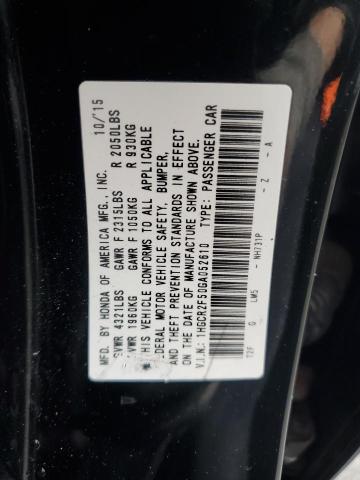 MFD. BY HONDA OF AMERICA MFG., INC. 10/'15
GVWR 4321LBS GAWR F 2315LBS R 2050LBS
GVWR 1960KG GAWR F 1050KG R 930KG
THIS VEHICLE CONFORMS TO ALL APPLICABLE
FEDERAL MOTOR VEHICLE SAFETY, BUMPER,
AND THEFT PREVENTION STANDARDS IN EFFECT
ON THE DATE OF MANUFACTURE SHOWN ABOVE.
V.I.N.: 1HGCR2F50GA052610 TYPE: PASSENGER CAR
T2F LM5 NH731P - Z - A